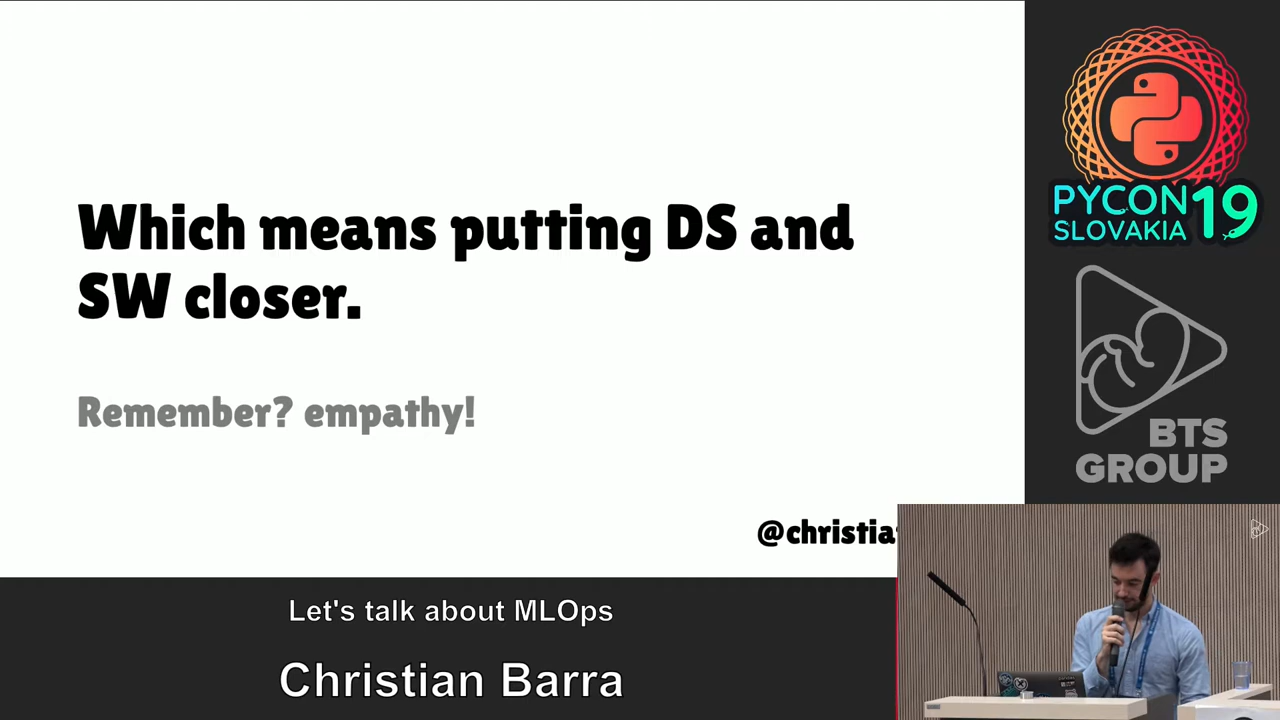 Which means putting DS and
SW closer.
Remember? empathy!
PYCON 19
SLOVAKIA
BTS
GROUP
Let's talk about MLOps
Christian Barra